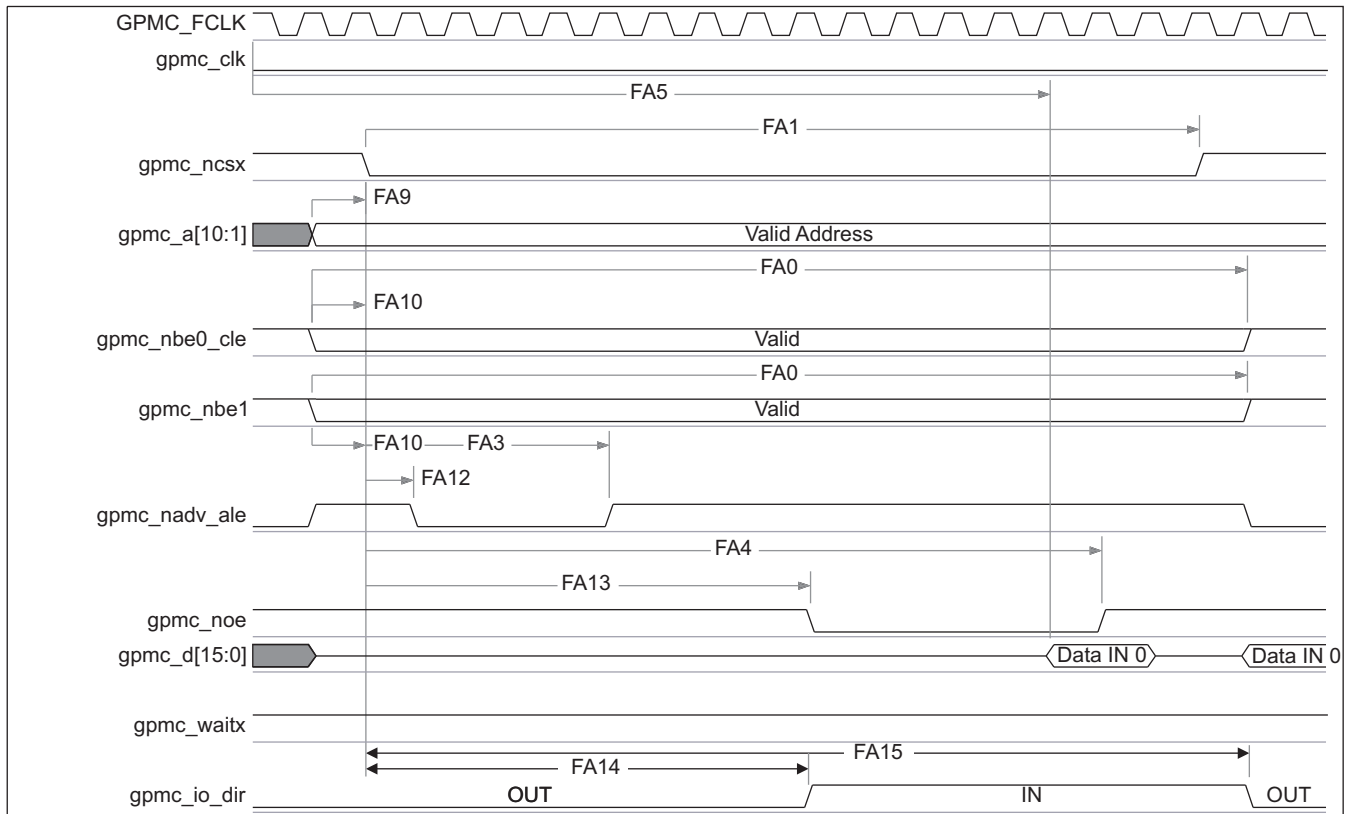 GPMC_FCLK
gpmc_clk
FA5
FA1
gpmc_ncsx
FA9
gpmc_a[10:1]
Valid Address
FA0
FA10
gpmc_nbe0_cle
Valid
FA0
gpmc_nbe1
Valid
FA10
FA3
FA12
gpmc_nadv_ale
FA4
FA13
gpmc_noe
gpmc_d[15:0]
Data IN 0
Data IN 0
gpmc_waitx
FA15
FA14
gpmc_io_dir
OUT
IN
OUT